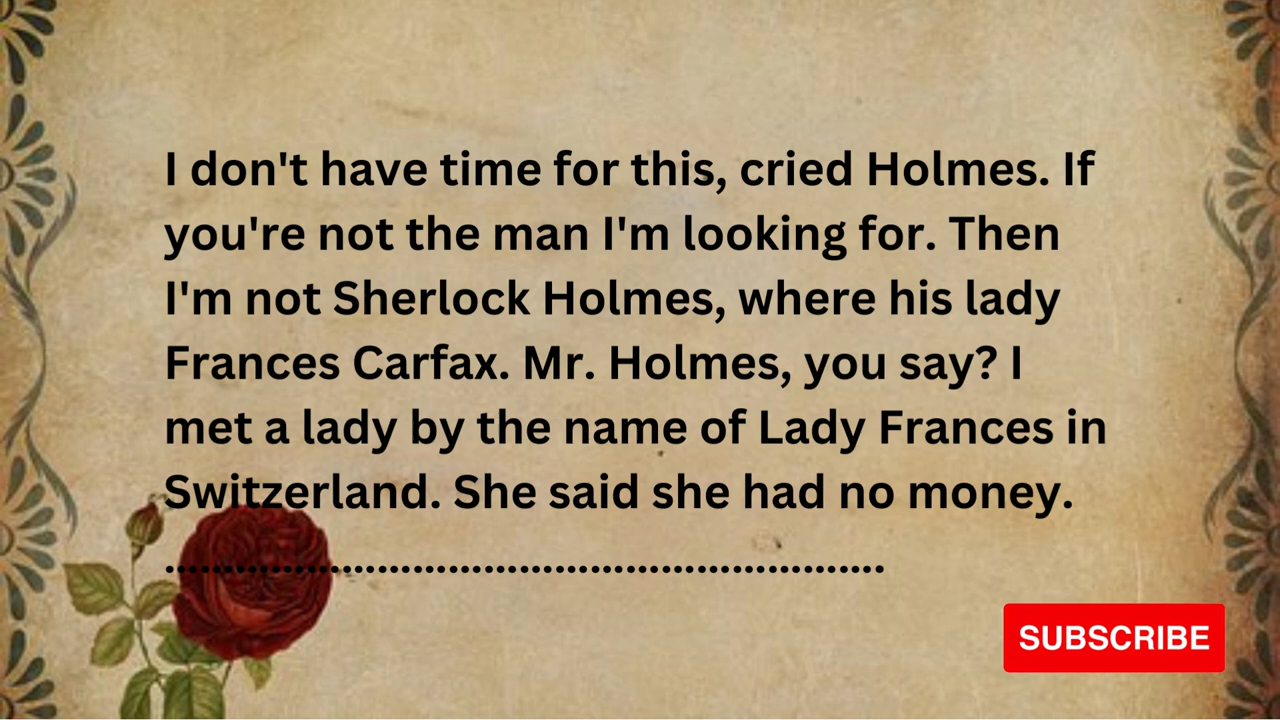 I don't have time for this, cried Holmes. If
you're not the man I'm looking for. Then
I'm not Sherlock Holmes, where his lady
Frances Carfax. Mr. Holmes, you say? I
met a lady by the name of Lady Frances in
Switzerland. She said she had no money.
.............................................................
SUBSCRIBE